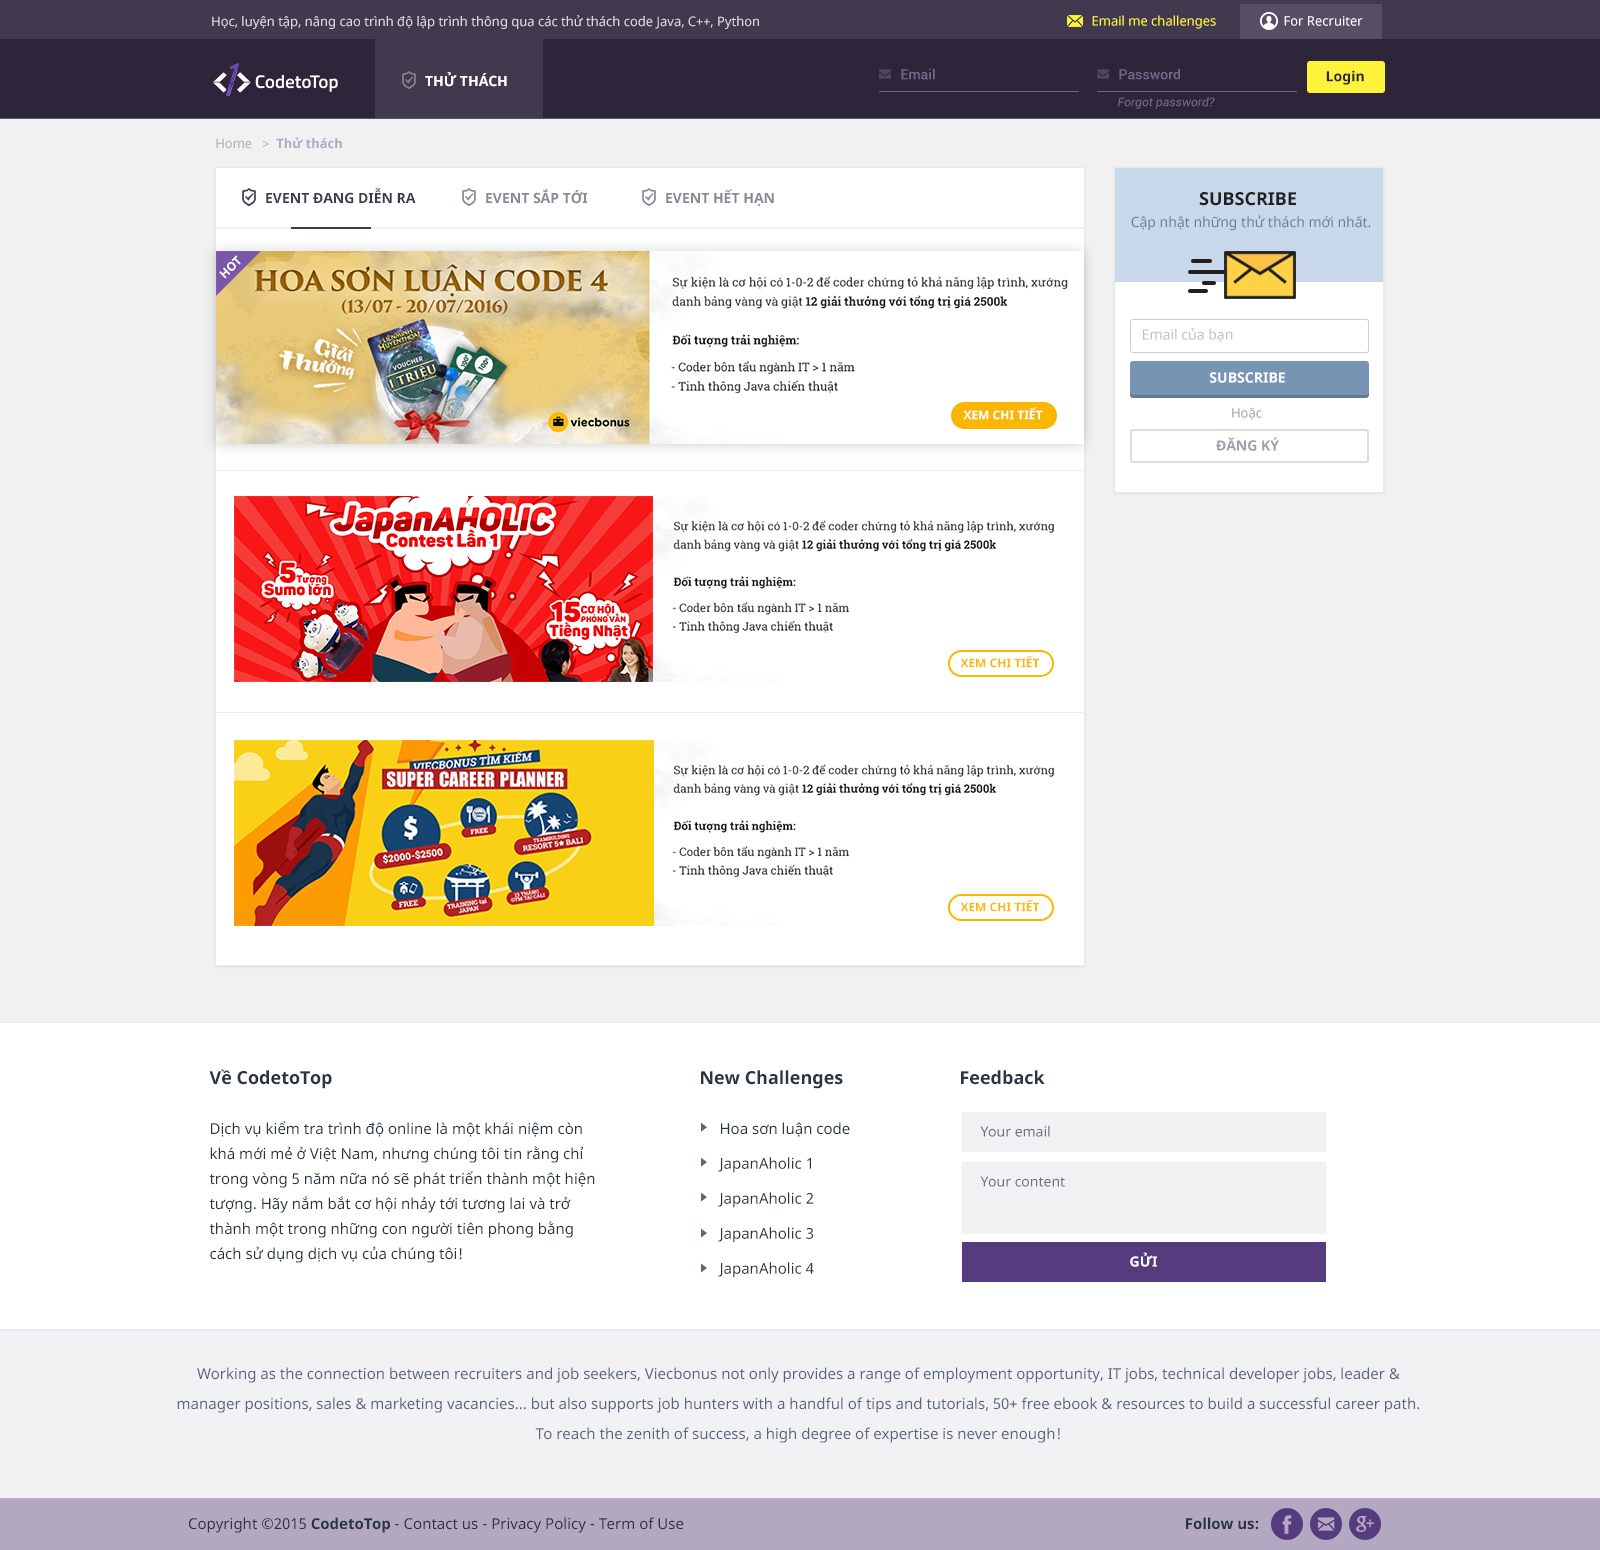 Học, luyện tập, nâng cao trình độ lập trình thông qua các thử thách code Java, C++, Python
Email me challenges
For Recruiter
CodetoTop
THỬ THÁCH
Email
Password
Login
Forgot password?
Home > Thử thách
EVENT ĐANG DIỄN RA
EVENT SẮP TỚI
EVENT HẾT HẠN
HOT
HOA SƠN LUẬN CODE 4
(13/07 - 20/07/2016)
Giải thưởng
LIÊN MINH
HUYỀN THOẠI
VOUCHER
1 TRIỆU
100K
100K
viecbonus
Sự kiện là cơ hội có 1-0-2 để coder chứng tỏ khả năng lập trình, xướng
danh bảng vàng và giật 12 giải thưởng với tổng trị giá 2500k
Đối tượng trải nghiệm:
- Coder bôn tẩu ngành IT > 1 năm
- Tinh thông Java chiến thuật
XEM CHI TIẾT
JapanAHOLIC
Contest Lần 1
5 Tượng
Sumo lớn
15 CƠ HỘI
PHỎNG VẤN
Tiếng Nhật
Sự kiện là cơ hội có 1-0-2 để coder chứng tỏ khả năng lập trình, xướng
danh bảng vàng và giật 12 giải thưởng với tổng trị giá 2500k
Đối tượng trải nghiệm:
- Coder bôn tẩu ngành IT > 1 năm
- Tinh thông Java chiến thuật
XEM CHI TIẾT
VIECBONUS TÌM KIẾM
SUPER CAREER PLANNER
$
$2000-$2500
FREE
TEAMBUILDING
RESORT 5★ BALI
FREE
TRAINING tại
JAPAN
12 THÁNG
GYM TẠI CALI
Sự kiện là cơ hội có 1-0-2 để coder chứng tỏ khả năng lập trình, xướng
danh bảng vàng và giật 12 giải thưởng với tổng trị giá 2500k
Đối tượng trải nghiệm:
- Coder bôn tẩu ngành IT > 1 năm
- Tinh thông Java chiến thuật
XEM CHI TIẾT
SUBSCRIBE
Cập nhật những thử thách mới nhất.
Email của bạn
SUBSCRIBE
Hoặc
ĐĂNG KÝ
Về CodetoTop
Dịch vụ kiểm tra trình độ online là một khái niệm còn
khá mới mẻ ở Việt Nam, nhưng chúng tôi tin rằng chỉ
trong vòng 5 năm nữa nó sẽ phát triển thành một hiện
tượng. Hãy nắm bắt cơ hội nhảy tới tương lai và trở
thành một trong những con người tiên phong bằng
cách sử dụng dịch vụ của chúng tôi!
New Challenges
Hoa sơn luận code
JapanAholic 1
JapanAholic 2
JapanAholic 3
JapanAholic 4
Feedback
Your email
Your content
GỬI
Working as the connection between recruiters and job seekers, Viecbonus not only provides a range of employment opportunity, IT jobs, technical developer jobs, leader &
manager positions, sales & marketing vacancies... but also supports job hunters with a handful of tips and tutorials, 50+ free ebook & resources to build a successful career path.
To reach the zenith of success, a high degree of expertise is never enough!
Copyright ©2015 CodetoTop - Contact us - Privacy Policy - Term of Use
Follow us: